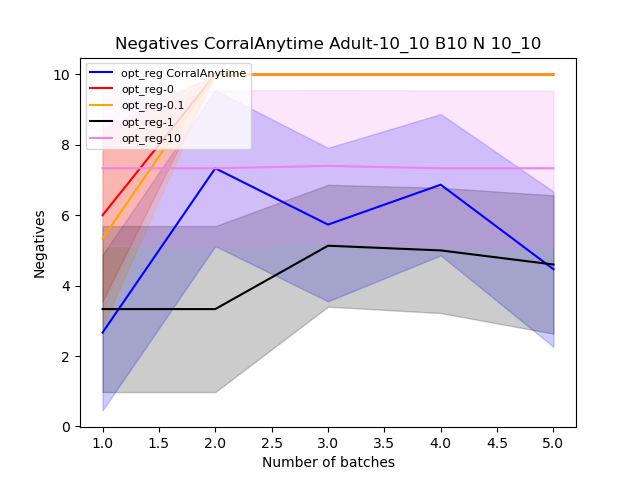 Negatives CorralAnytime Adult-10_10 B10 N 10_10
opt_reg CorralAnytime
opt_reg-0
opt_reg-0.1
opt_reg-1
opt_reg-10
Negatives
10
8
6
4
2
0
1.0 1.5 2.0 2.5 3.0 3.5 4.0 4.5 5.0
Number of batches